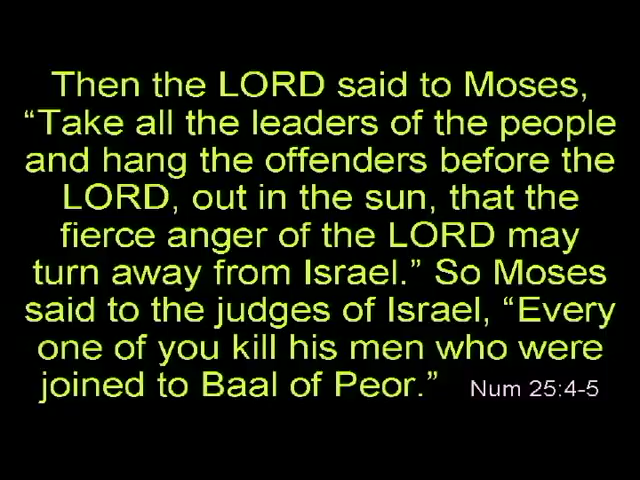 Then the LORD said to Moses,
“Take all the leaders of the people
and hang the offenders before the
LORD, out in the sun, that the
fierce anger of the LORD may
turn away from Israel.” So Moses
said to the judges of Israel, “Every
one of you kill his men who were
joined to Baal of Peor.” Num 25:4-5